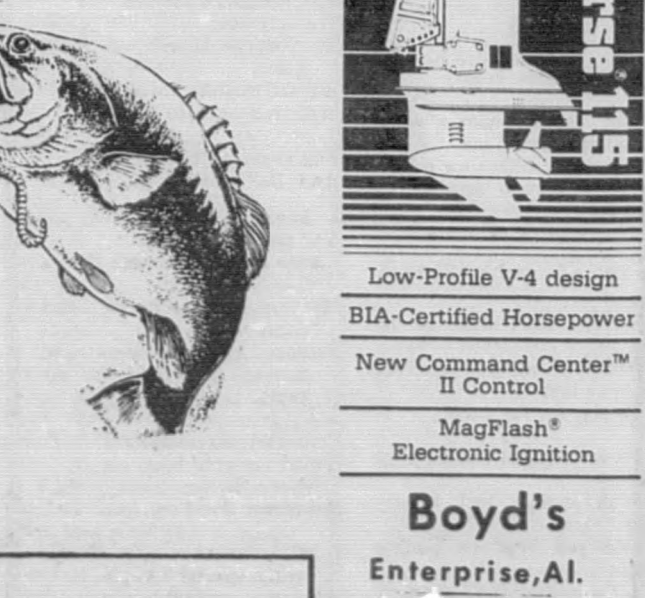 rse® 115
Low-Profile V-4 design
BIA-Certified Horsepower
New Command Center™
II Control
MagFlash®
Electronic Ignition
Boyd's
Enterprise,Al.